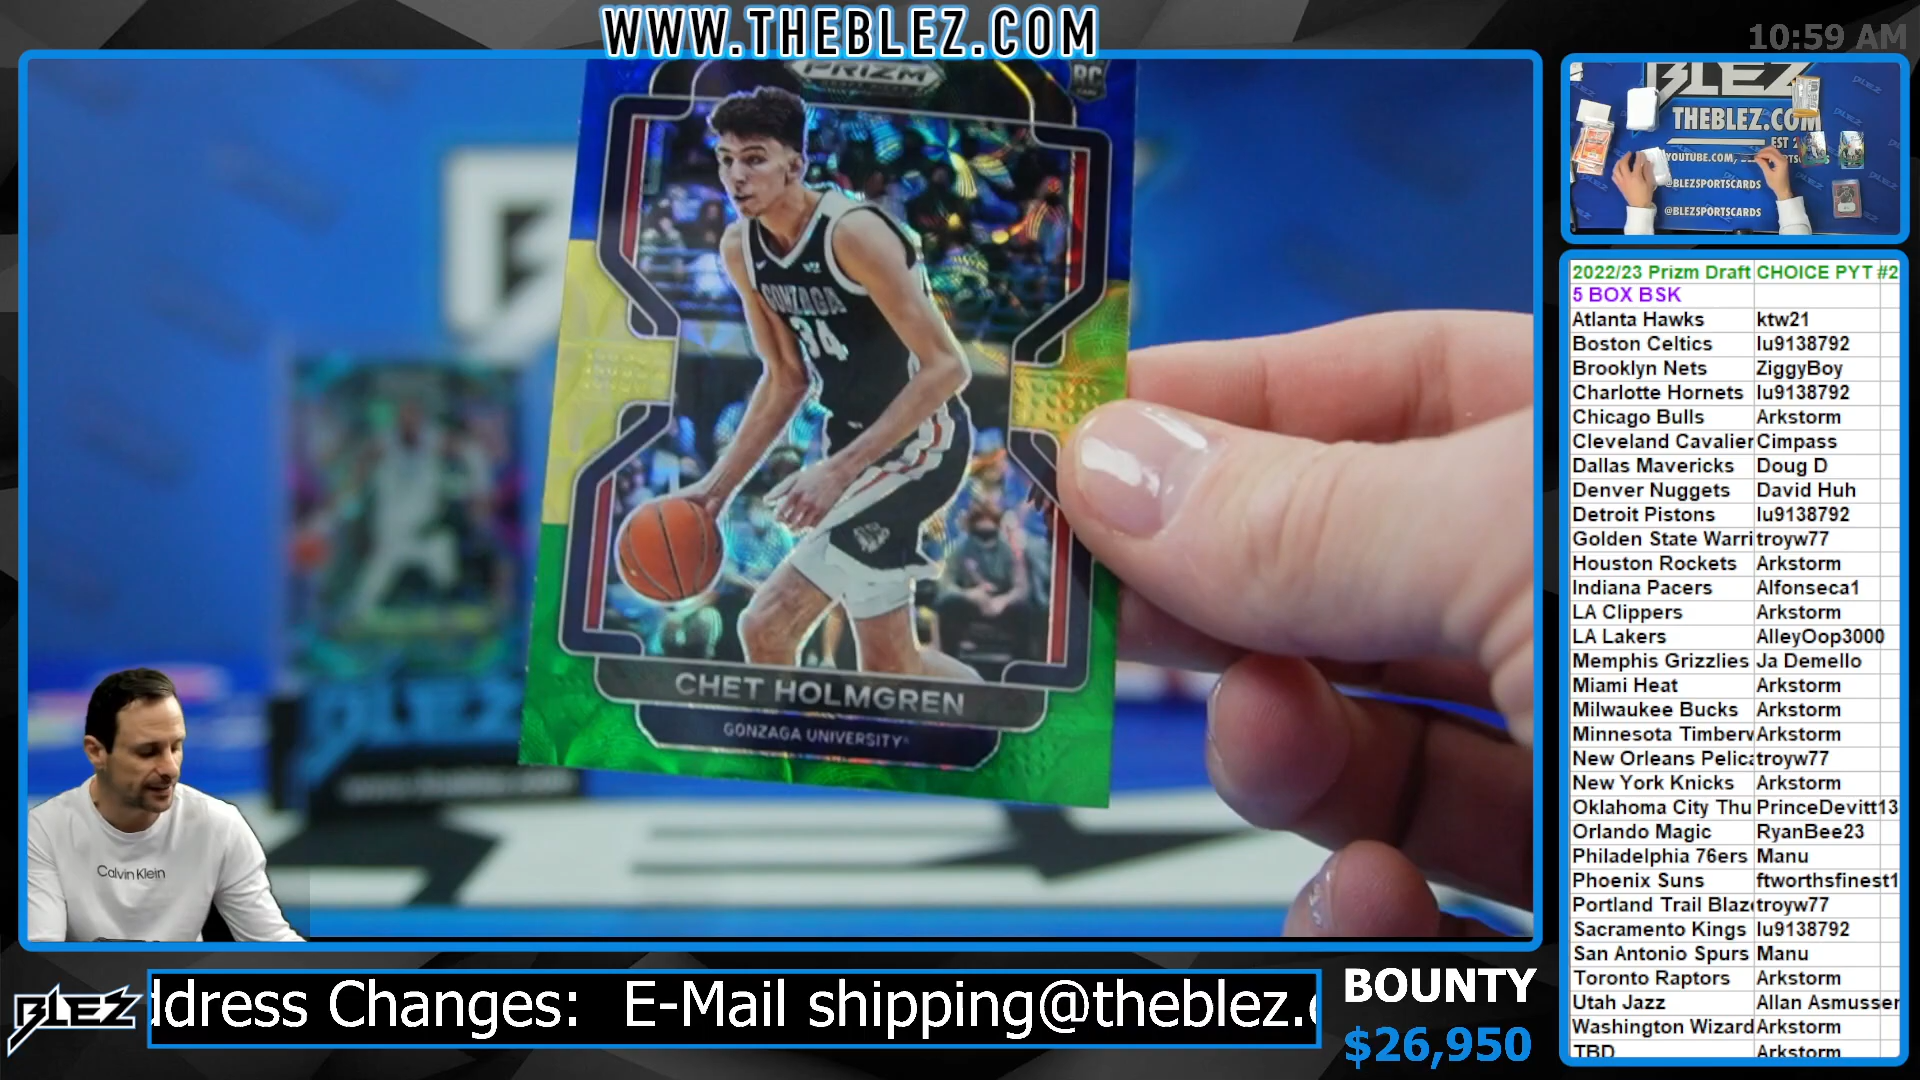 WWW.THEBLEZ.COM
10:59 AM
PRIZM
RC
GONZAGA
34
CHET HOLMGREN
GONZAGA UNIVERSITY
Calvin Klein
BLEZ
THEBLEZ.COM
EST
YOUTUBE.COM/
@BLEZSPORTSCARDS
@BLEZSPORTSCARDS
2022/23 Prizm Draft CHOICE PYT #2
5 BOX BSK
Atlanta Hawks ktw21
Boston Celtics lu9138792
Brooklyn Nets ZiggyBoy
Charlotte Hornets lu9138792
Chicago Bulls Arkstorm
Cleveland Cavalier Cimpass
Dallas Mavericks Doug D
Denver Nuggets David Huh
Detroit Pistons lu9138792
Golden State Warri troyw77
Houston Rockets Arkstorm
Indiana Pacers Alfonseca1
LA Clippers Arkstorm
LA Lakers AlleyOop3000
Memphis Grizzlies Ja Demello
Miami Heat Arkstorm
Milwaukee Bucks Arkstorm
Minnesota Timberv Arkstorm
New Orleans Pelica troyw77
New York Knicks Arkstorm
Oklahoma City Thu PrinceDevitt13
Orlando Magic RyanBee23
Philadelphia 76ers Manu
Phoenix Suns ftworthsfinest1
Portland Trail Blaze troyw77
Sacramento Kings lu9138792
San Antonio Spurs Manu
Toronto Raptors Arkstorm
Utah Jazz Allan Asmusser
Washington Wizard Arkstorm
TBD Arkstorm
BLEZ
ddress Changes: E-Mail shipping@theblez.c
BOUNTY
$26,950